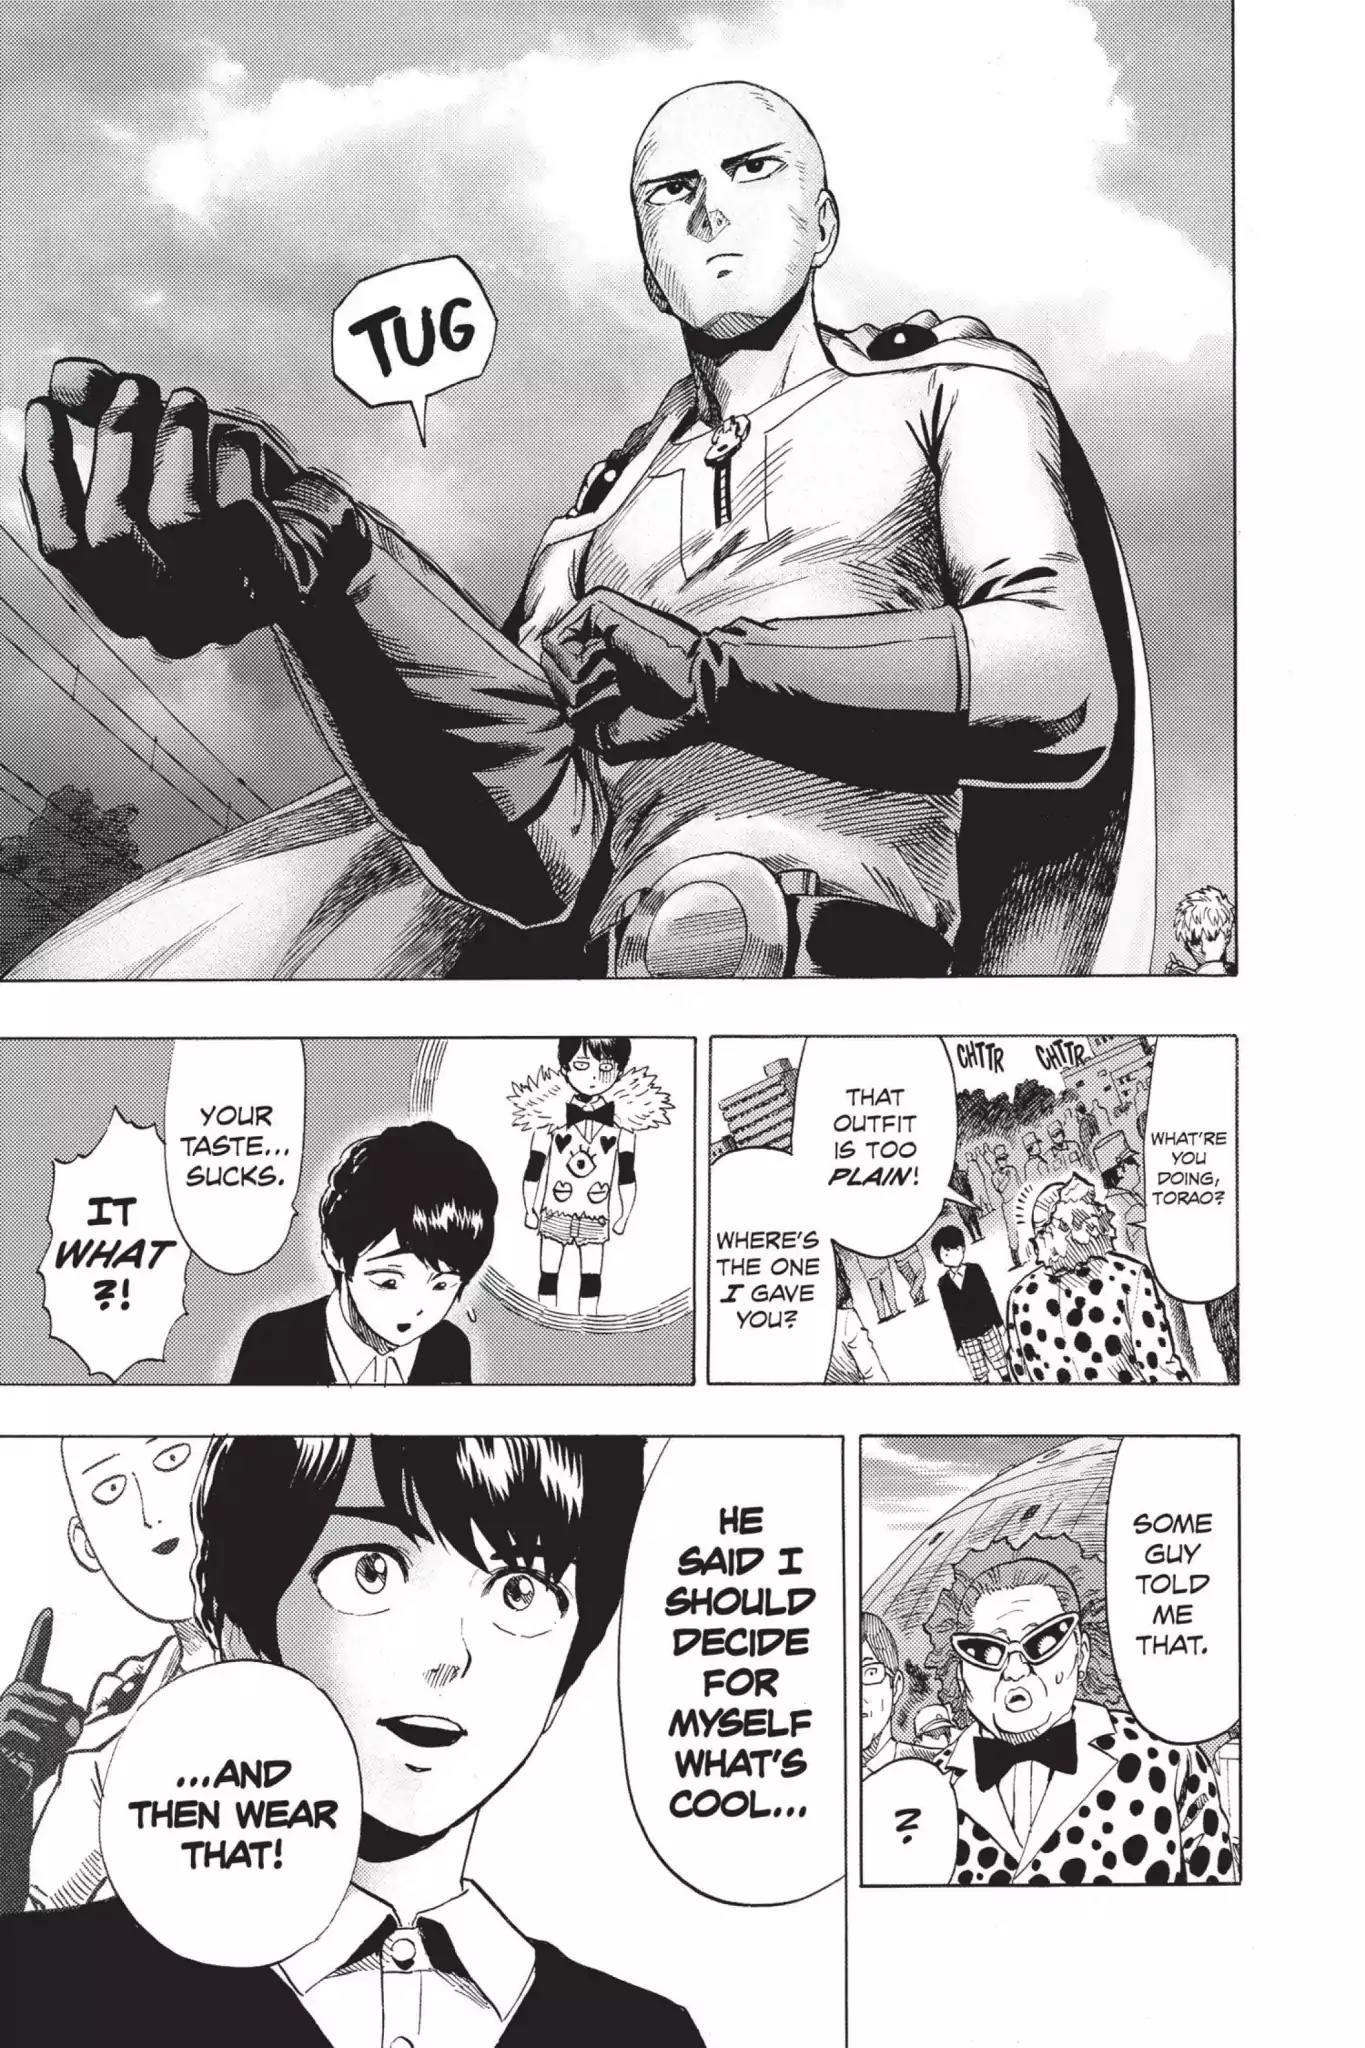 TUG
CHTTR
CHTTR
WHAT'RE
YOU
DOING,
TORAO?
THAT
OUTFIT
IS TOO
PLAIN!
WHERE'S
THE ONE
I GAVE
YOU?
YOUR
TASTE...
SUCKS.
IT
WHAT
?!
SOME
GUY
TOLD
ME
THAT.
?
HE
SAID I
SHOULD
DECIDE
FOR
MYSELF
WHAT'S
COOL...
...AND
THEN WEAR
THAT!